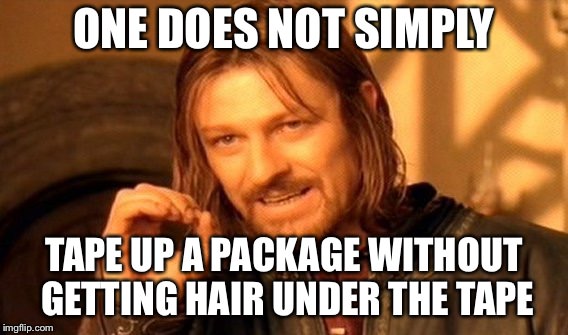 ONE DOES NOT SIMPLY
TAPE UP A PACKAGE WITHOUT
GETTING HAIR UNDER THE TAPE
imgflip.com